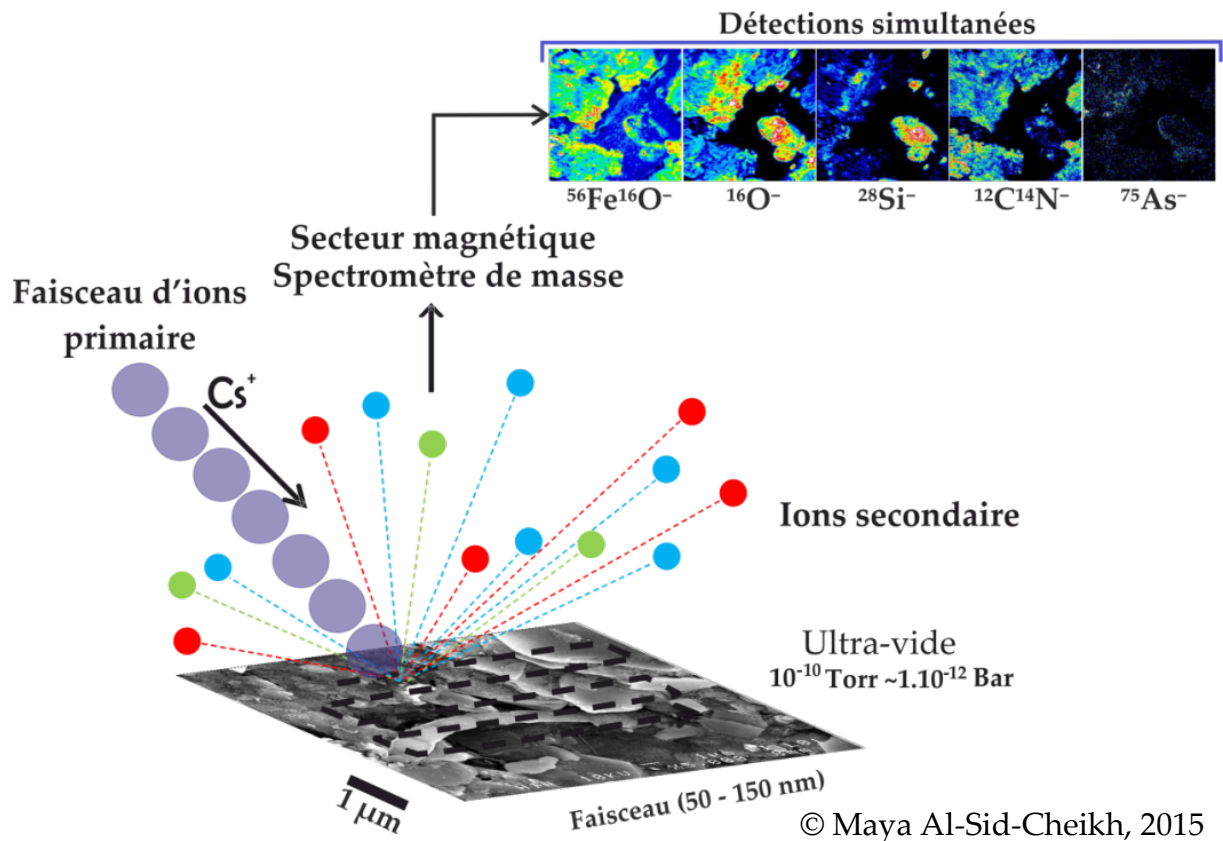 Détections simultanées
⁵⁶Fe¹⁶O⁻ ¹⁶O⁻ ²⁸Si⁻ ¹²C¹⁴N⁻ ⁷⁵As⁻
Secteur magnétique
Spectromètre de masse
Faisceau d'ions
primaire
Cs⁺
Ions secondaire
Ultra-vide
10⁻¹⁰ Torr ~1.10⁻¹² Bar
1 µm
Faisceau (50 - 150 nm)
© Maya Al-Sid-Cheikh, 2015